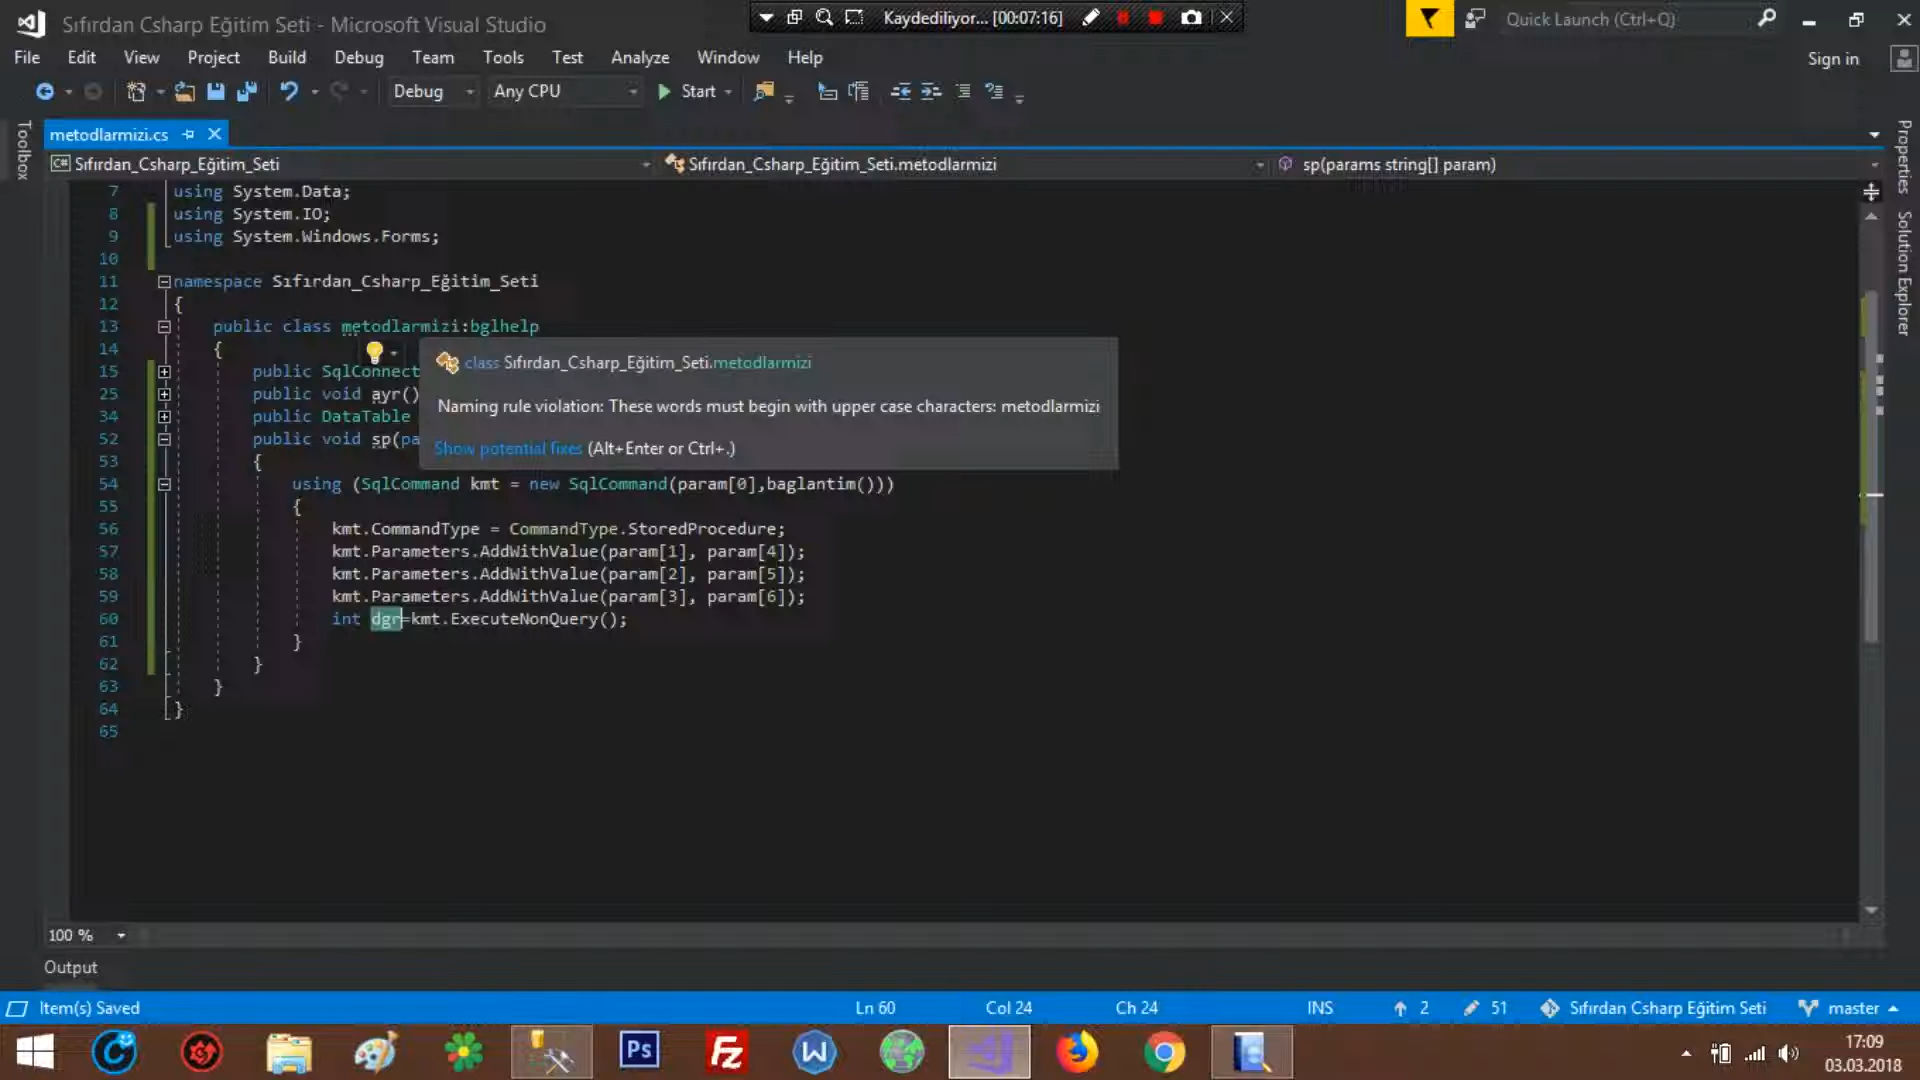 Sıfırdan Csharp Eğitim Seti - Microsoft Visual Studio
Kaydediliyor... [00:07:16]
Quick Launch (Ctrl+Q)
File Edit View Project Build Debug Team Tools Test Analyze Window Help
Sign in
Debug Any CPU Start
Toolbox
metodlarmizi.cs
Properties
Solution Explorer
C# Sıfırdan_Csharp_Eğitim_Seti
Sıfırdan_Csharp_Eğitim_Seti.metodlarmizi
sp(params string[] param)
7 using System.Data;
8 using System.IO;
9 using System.Windows.Forms;
10
11 namespace Sıfırdan_Csharp_Eğitim_Seti
12 {
13 public class metodlarmizi:bglhelp
14 {
15 public SqlConnect
25 public void ayr()
34 public DataTable
52 public void sp(pa
class Sıfırdan_Csharp_Eğitim_Seti.metodlarmizi
Naming rule violation: These words must begin with upper case characters: metodlarmizi
Show potential fixes (Alt+Enter or Ctrl+.)
53 {
54 using (SqlCommand kmt = new SqlCommand(param[0],baglantim()))
55 {
56 kmt.CommandType = CommandType.StoredProcedure;
57 kmt.Parameters.AddWithValue(param[1], param[4]);
58 kmt.Parameters.AddWithValue(param[2], param[5]);
59 kmt.Parameters.AddWithValue(param[3], param[6]);
60 int dgr=kmt.ExecuteNonQuery();
61 }
62 }
63 }
64 }
65
100 %
Output
Item(s) Saved
Ln 60 Col 24 Ch 24 INS 2 51 Sıfırdan Csharp Eğitim Seti master
Ps
Fz
W
17:09
03.03.2018